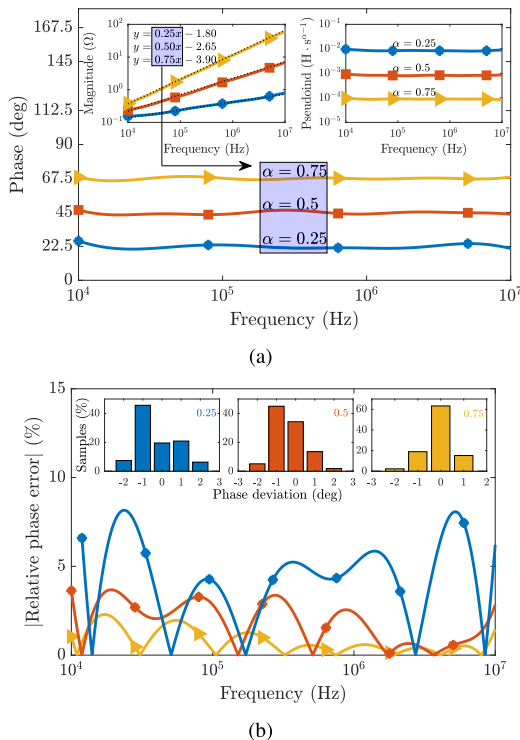 Phase (deg)
167.5
145
112.5
90
67.5
45
22.5
0
Magnitude (Ω)
10^2
10^1
10^0
10^-1
y = 0.25x − 1.80
y = 0.50x − 2.65
y = 0.75x − 3.90
10^4 10^5 10^6 10^7
Frequency (Hz)
Pseudoind (H · s^α−1)
10^-1
10^-2
10^-3
10^-4
10^-5
α = 0.25
α = 0.5
α = 0.75
10^4 10^5 10^6 10^7
Frequency (Hz)
α = 0.75
α = 0.5
α = 0.25
10^4 10^5 10^6 10^7
Frequency (Hz)
(a)
|Relative phase error| (%)
15
10
5
0
Samples (%)
40
20
0
0.25
-2 -1 0 1 2 3
40
20
0
0.5
-3 -2 -1 0 1 2 3
60
40
20
0
0.75
-3 -2 -1 0 1 2
Phase deviation (deg)
10^4 10^5 10^6 10^7
Frequency (Hz)
(b)